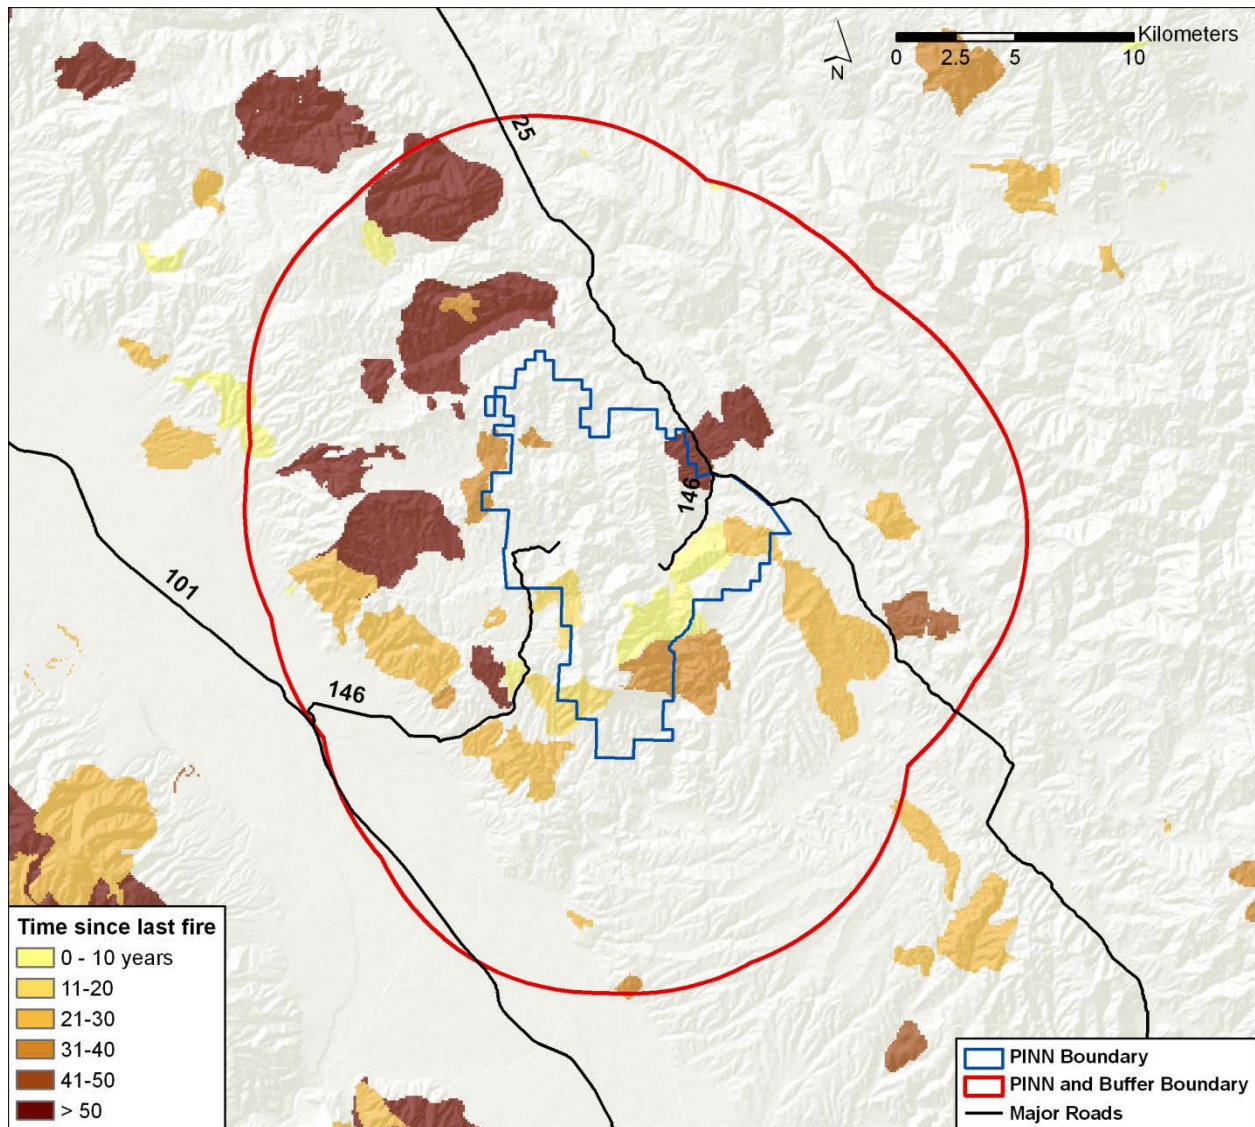 Kilometers
0 2.5 5 10
N
25
146
101
146
Time since last fire
0 - 10 years
11-20
21-30
31-40
41-50
> 50
PINN Boundary
PINN and Buffer Boundary
Major Roads